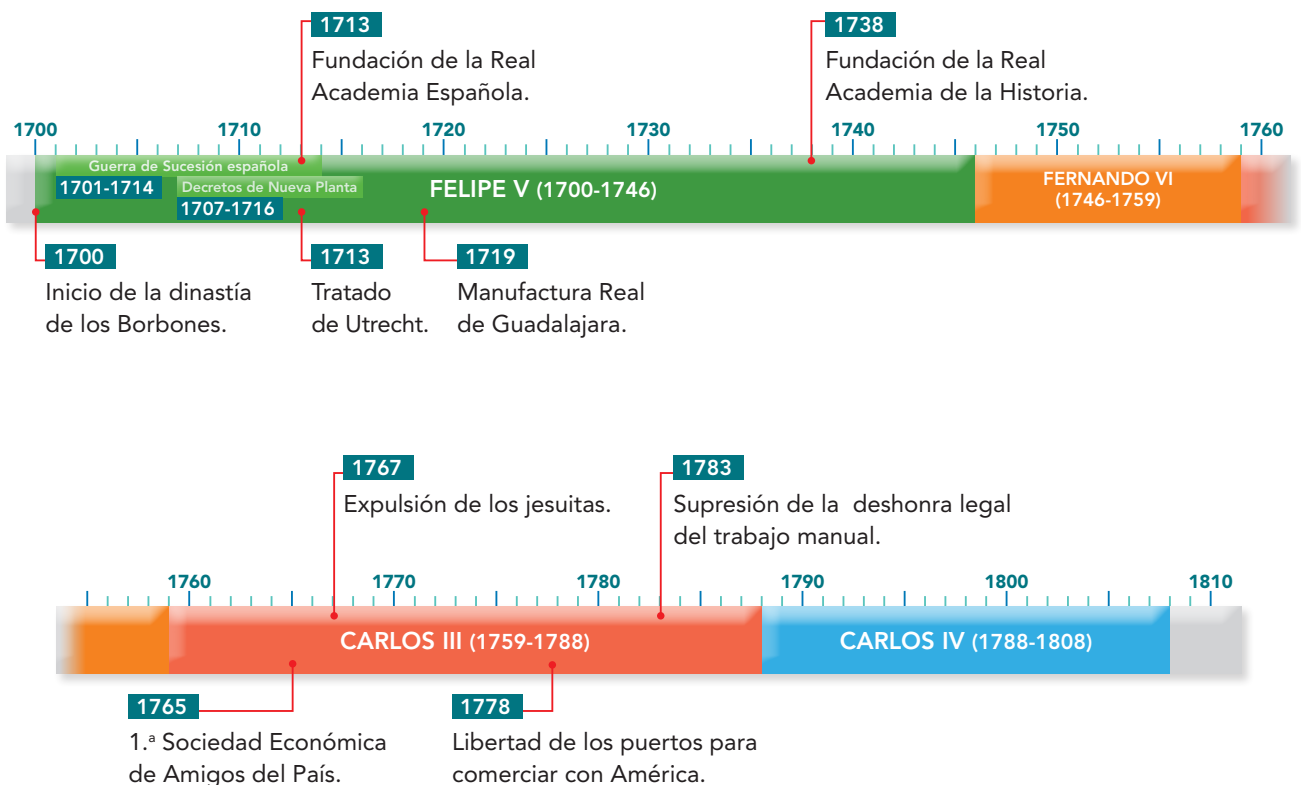 1713
Fundación de la Real
Academia Española.
1738
Fundación de la Real
Academia de la Historia.
1700 1710 1720 1730 1740 1750 1760
Guerra de Sucesión española
1701-1714
Decretos de Nueva Planta
1707-1716
FELIPE V (1700-1746)
FERNANDO VI
(1746-1759)
1700
Inicio de la dinastía
de los Borbones.
1713
Tratado
de Utrecht.
1719
Manufactura Real
de Guadalajara.
1767
Expulsión de los jesuitas.
1783
Supresión de la deshonra legal
del trabajo manual.
1760 1770 1780 1790 1800 1810
CARLOS III (1759-1788)
CARLOS IV (1788-1808)
1765
1.ª Sociedad Económica
de Amigos del País.
1778
Libertad de los puertos para
comerciar con América.